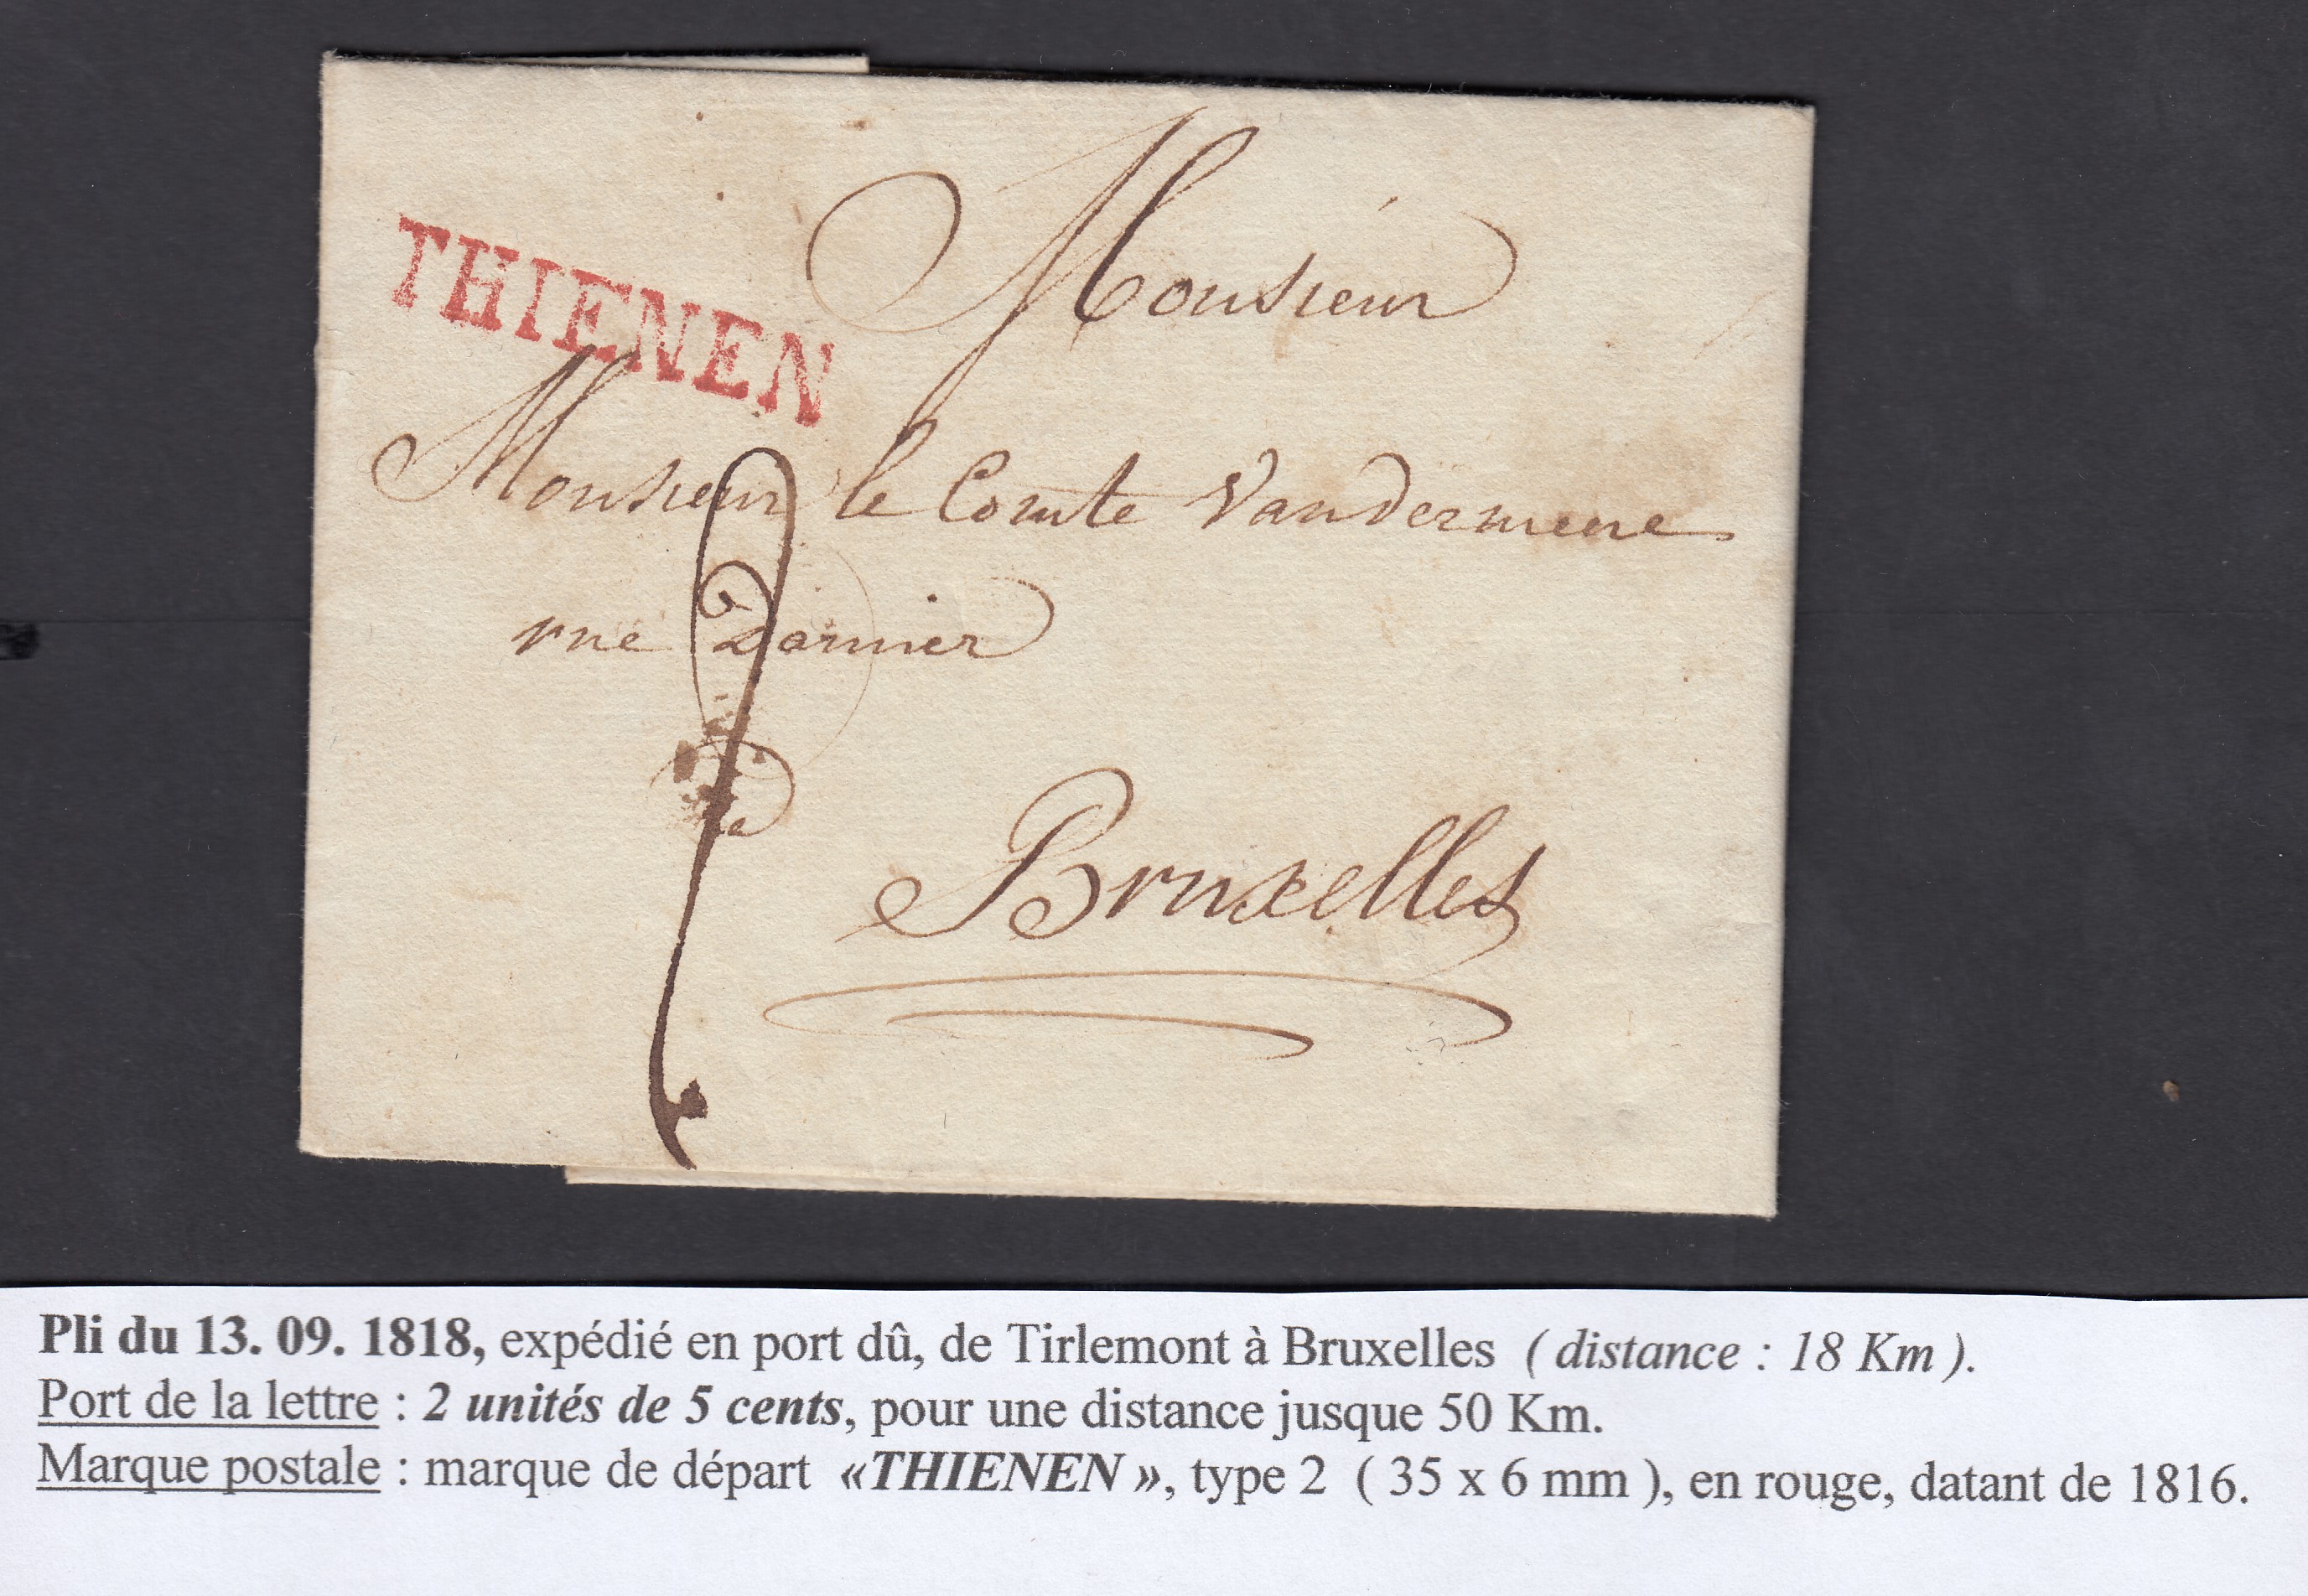 THIENEN
Monsieur
Monsieur le Comte Vandermere
rue Darnier
Bruxelles
Pli du 13. 09. 1818, expédié en port dû, de Tirlemont à Bruxelles ( distance : 18 Km ).
Port de la lettre : 2 unités de 5 cents, pour une distance jusque 50 Km.
Marque postale : marque de départ «THIENEN », type 2 ( 35 x 6 mm ), en rouge, datant de 1816.